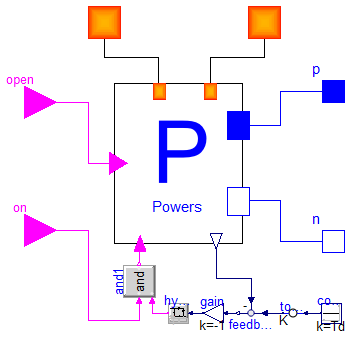 open
p
P
Powers
on
n
and1
and
hy...
gain
k=-1
-
feedb...
to...
K
co...
k=Td